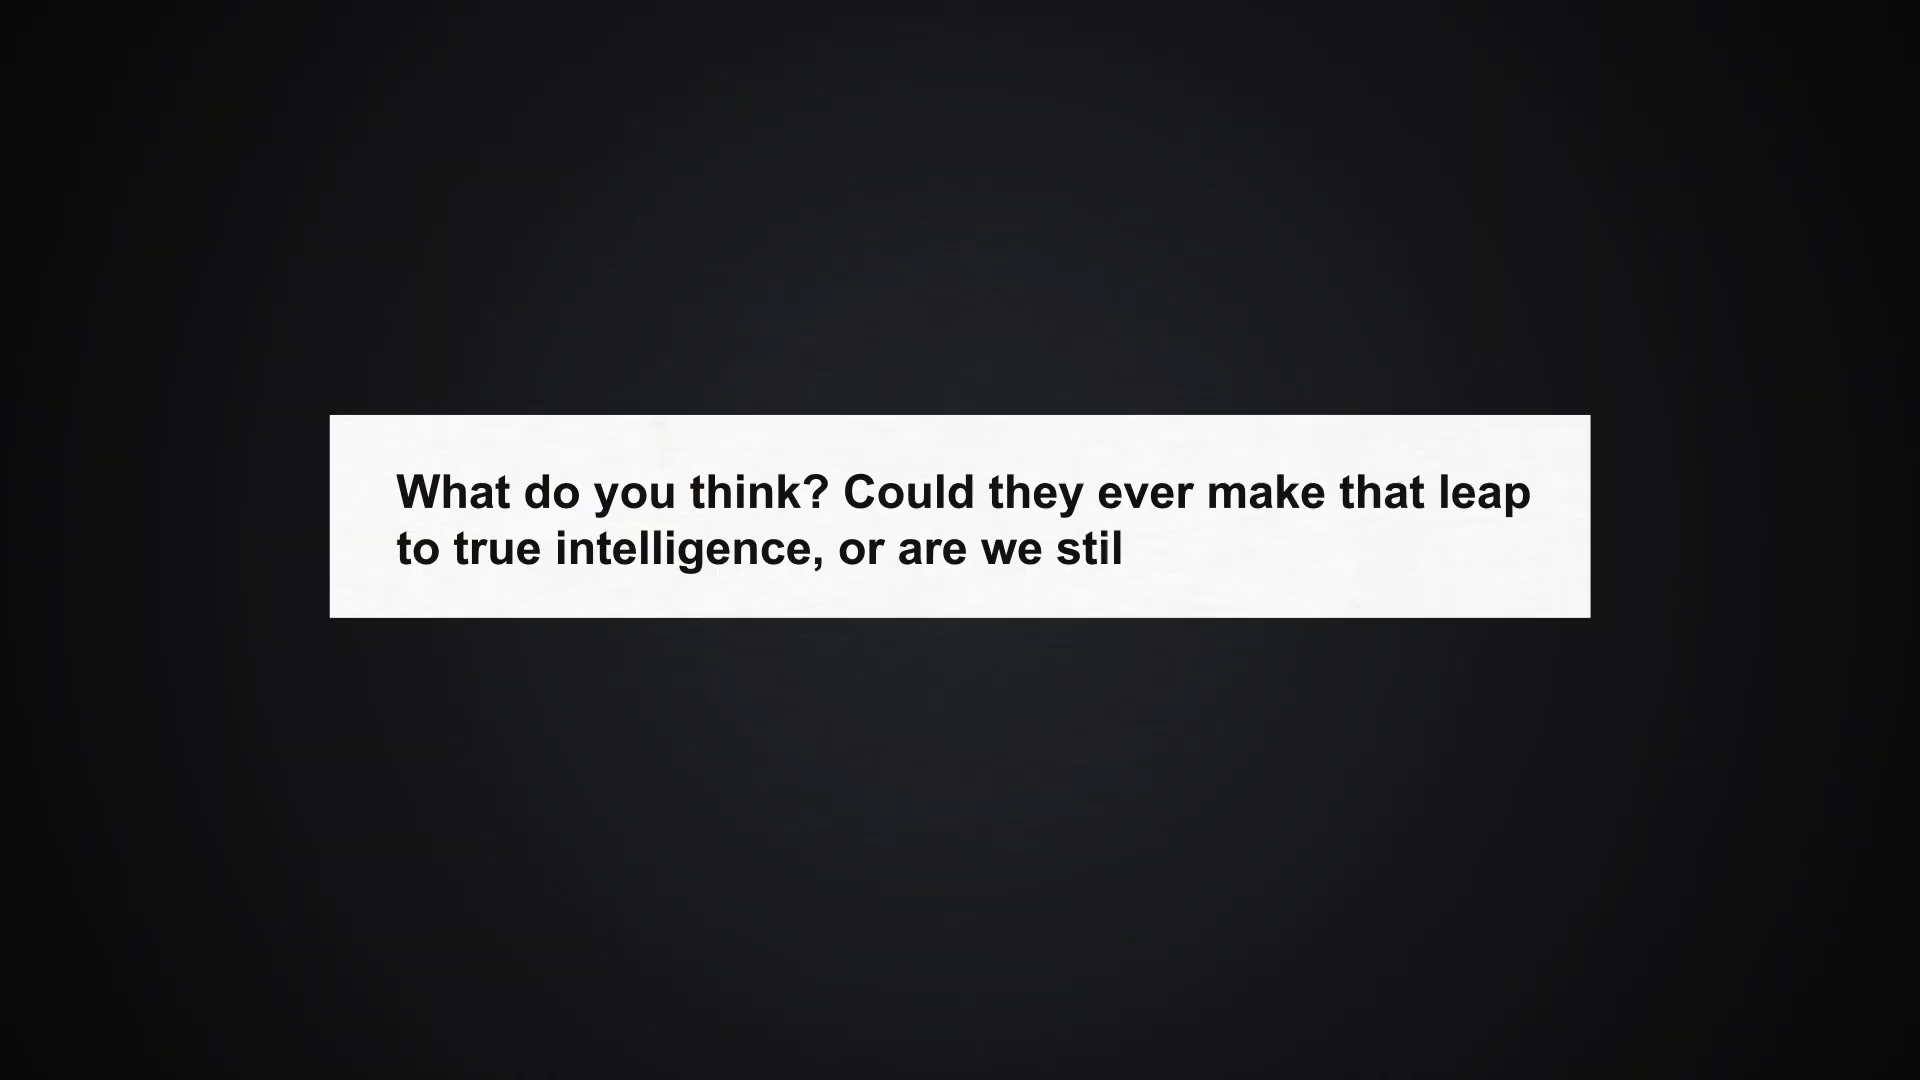 What do you think? Could they ever make that leap
to true intelligence, or are we stil